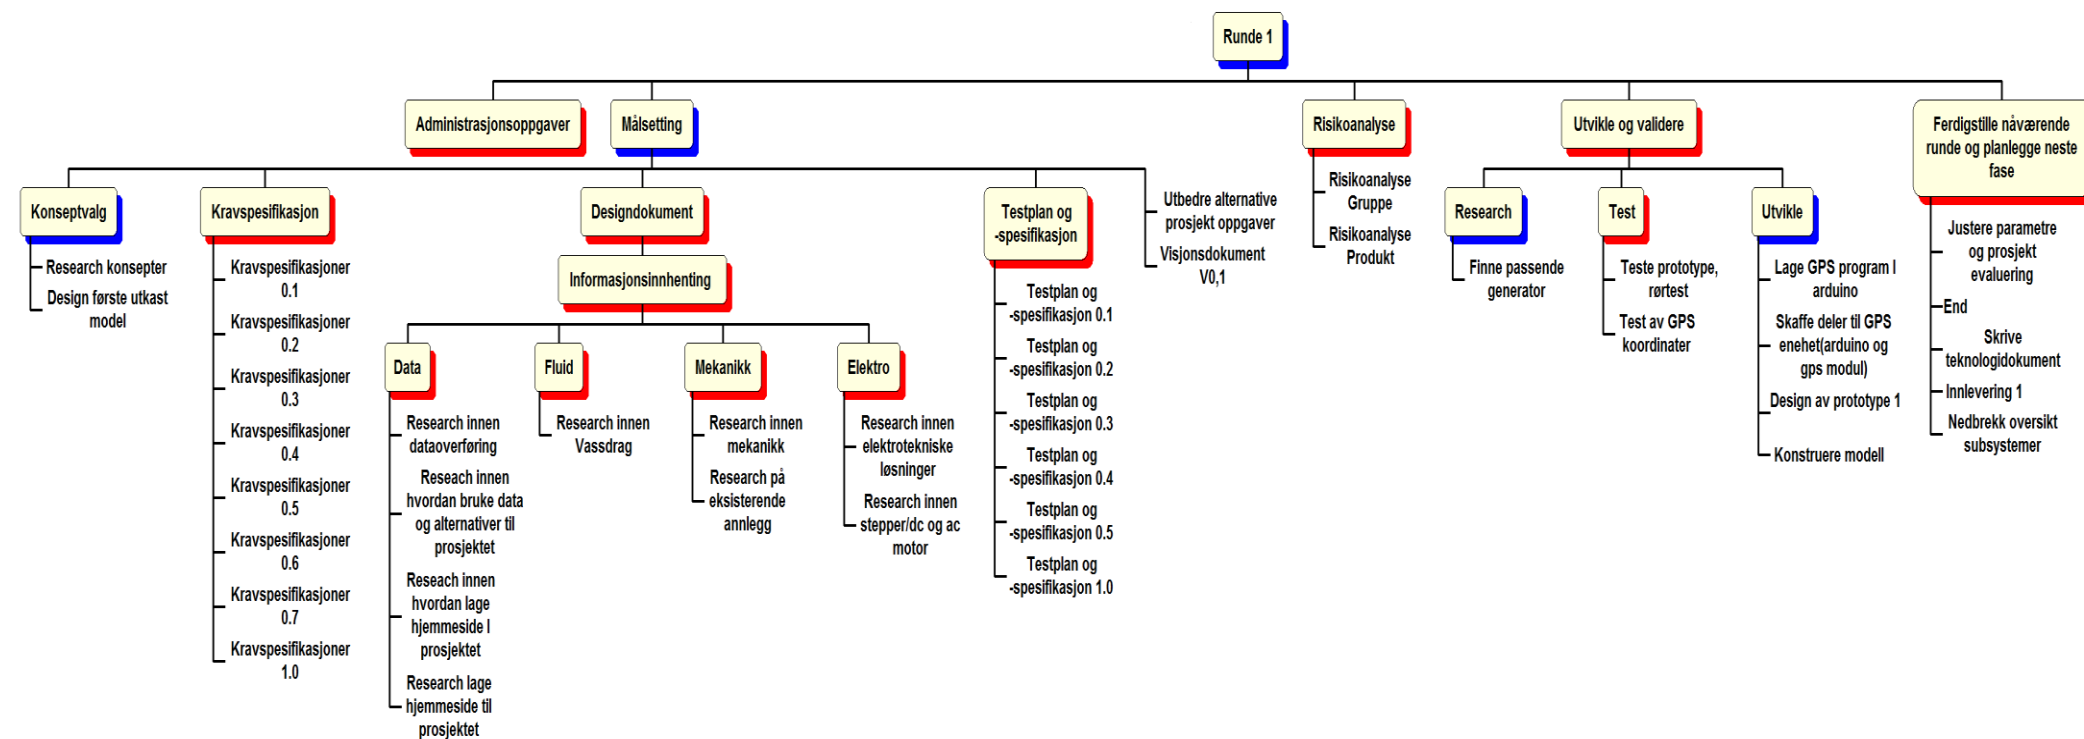 Runde 1
Administrasjonsoppgaver
Målsetting
Risikoanalyse
Utvikle og validere
Ferdigstille nåværende
runde og planlegge neste
fase
Konseptvalg
Research konsepter
Design første utkast
model
Kravspesifikasjon
Kravspesifikasjoner
0.1
Kravspesifikasjoner
0.2
Kravspesifikasjoner
0.3
Kravspesifikasjoner
0.4
Kravspesifikasjoner
0.5
Kravspesifikasjoner
0.6
Kravspesifikasjoner
0.7
Kravspesifikasjoner
1.0
Designdokument
Informasjonsinnhenting
Data
Research innen
dataoverføring
Reseach innen
hvordan bruke data
og alternativer til
prosjektet
Reseach innen
hvordan lage
hjemmeside I
prosjektet
Research lage
hjemmeside til
prosjektet
Fluid
Research innen
Vassdrag
Mekanikk
Research innen
mekanikk
Research på
eksisterende
annlegg
Elektro
Research innen
elektrotekniske
løsninger
Research innen
stepper/dc og ac
motor
Testplan og
-spesifikasjon
Testplan og
-spesifikasjon 0.1
Testplan og
-spesifikasjon 0.2
Testplan og
-spesifikasjon 0.3
Testplan og
-spesifikasjon 0.4
Testplan og
-spesifikasjon 0.5
Testplan og
-spesifikasjon 1.0
Utbedre alternative
prosjekt oppgaver
Visjonsdokument
V0,1
Risikoanalyse
Gruppe
Risikoanalyse
Produkt
Research
Finne passende
generator
Test
Teste prototype,
rørtest
Test av GPS
koordinater
Utvikle
Lage GPS program I
arduino
Skaffe deler til GPS
enehet(arduino og
gps modul)
Design av prototype 1
Konstruere modell
Justere parametre
og prosjekt
evaluering
End
Skrive
teknologidokument
Innlevering 1
Nedbrekk oversikt
subsystemer